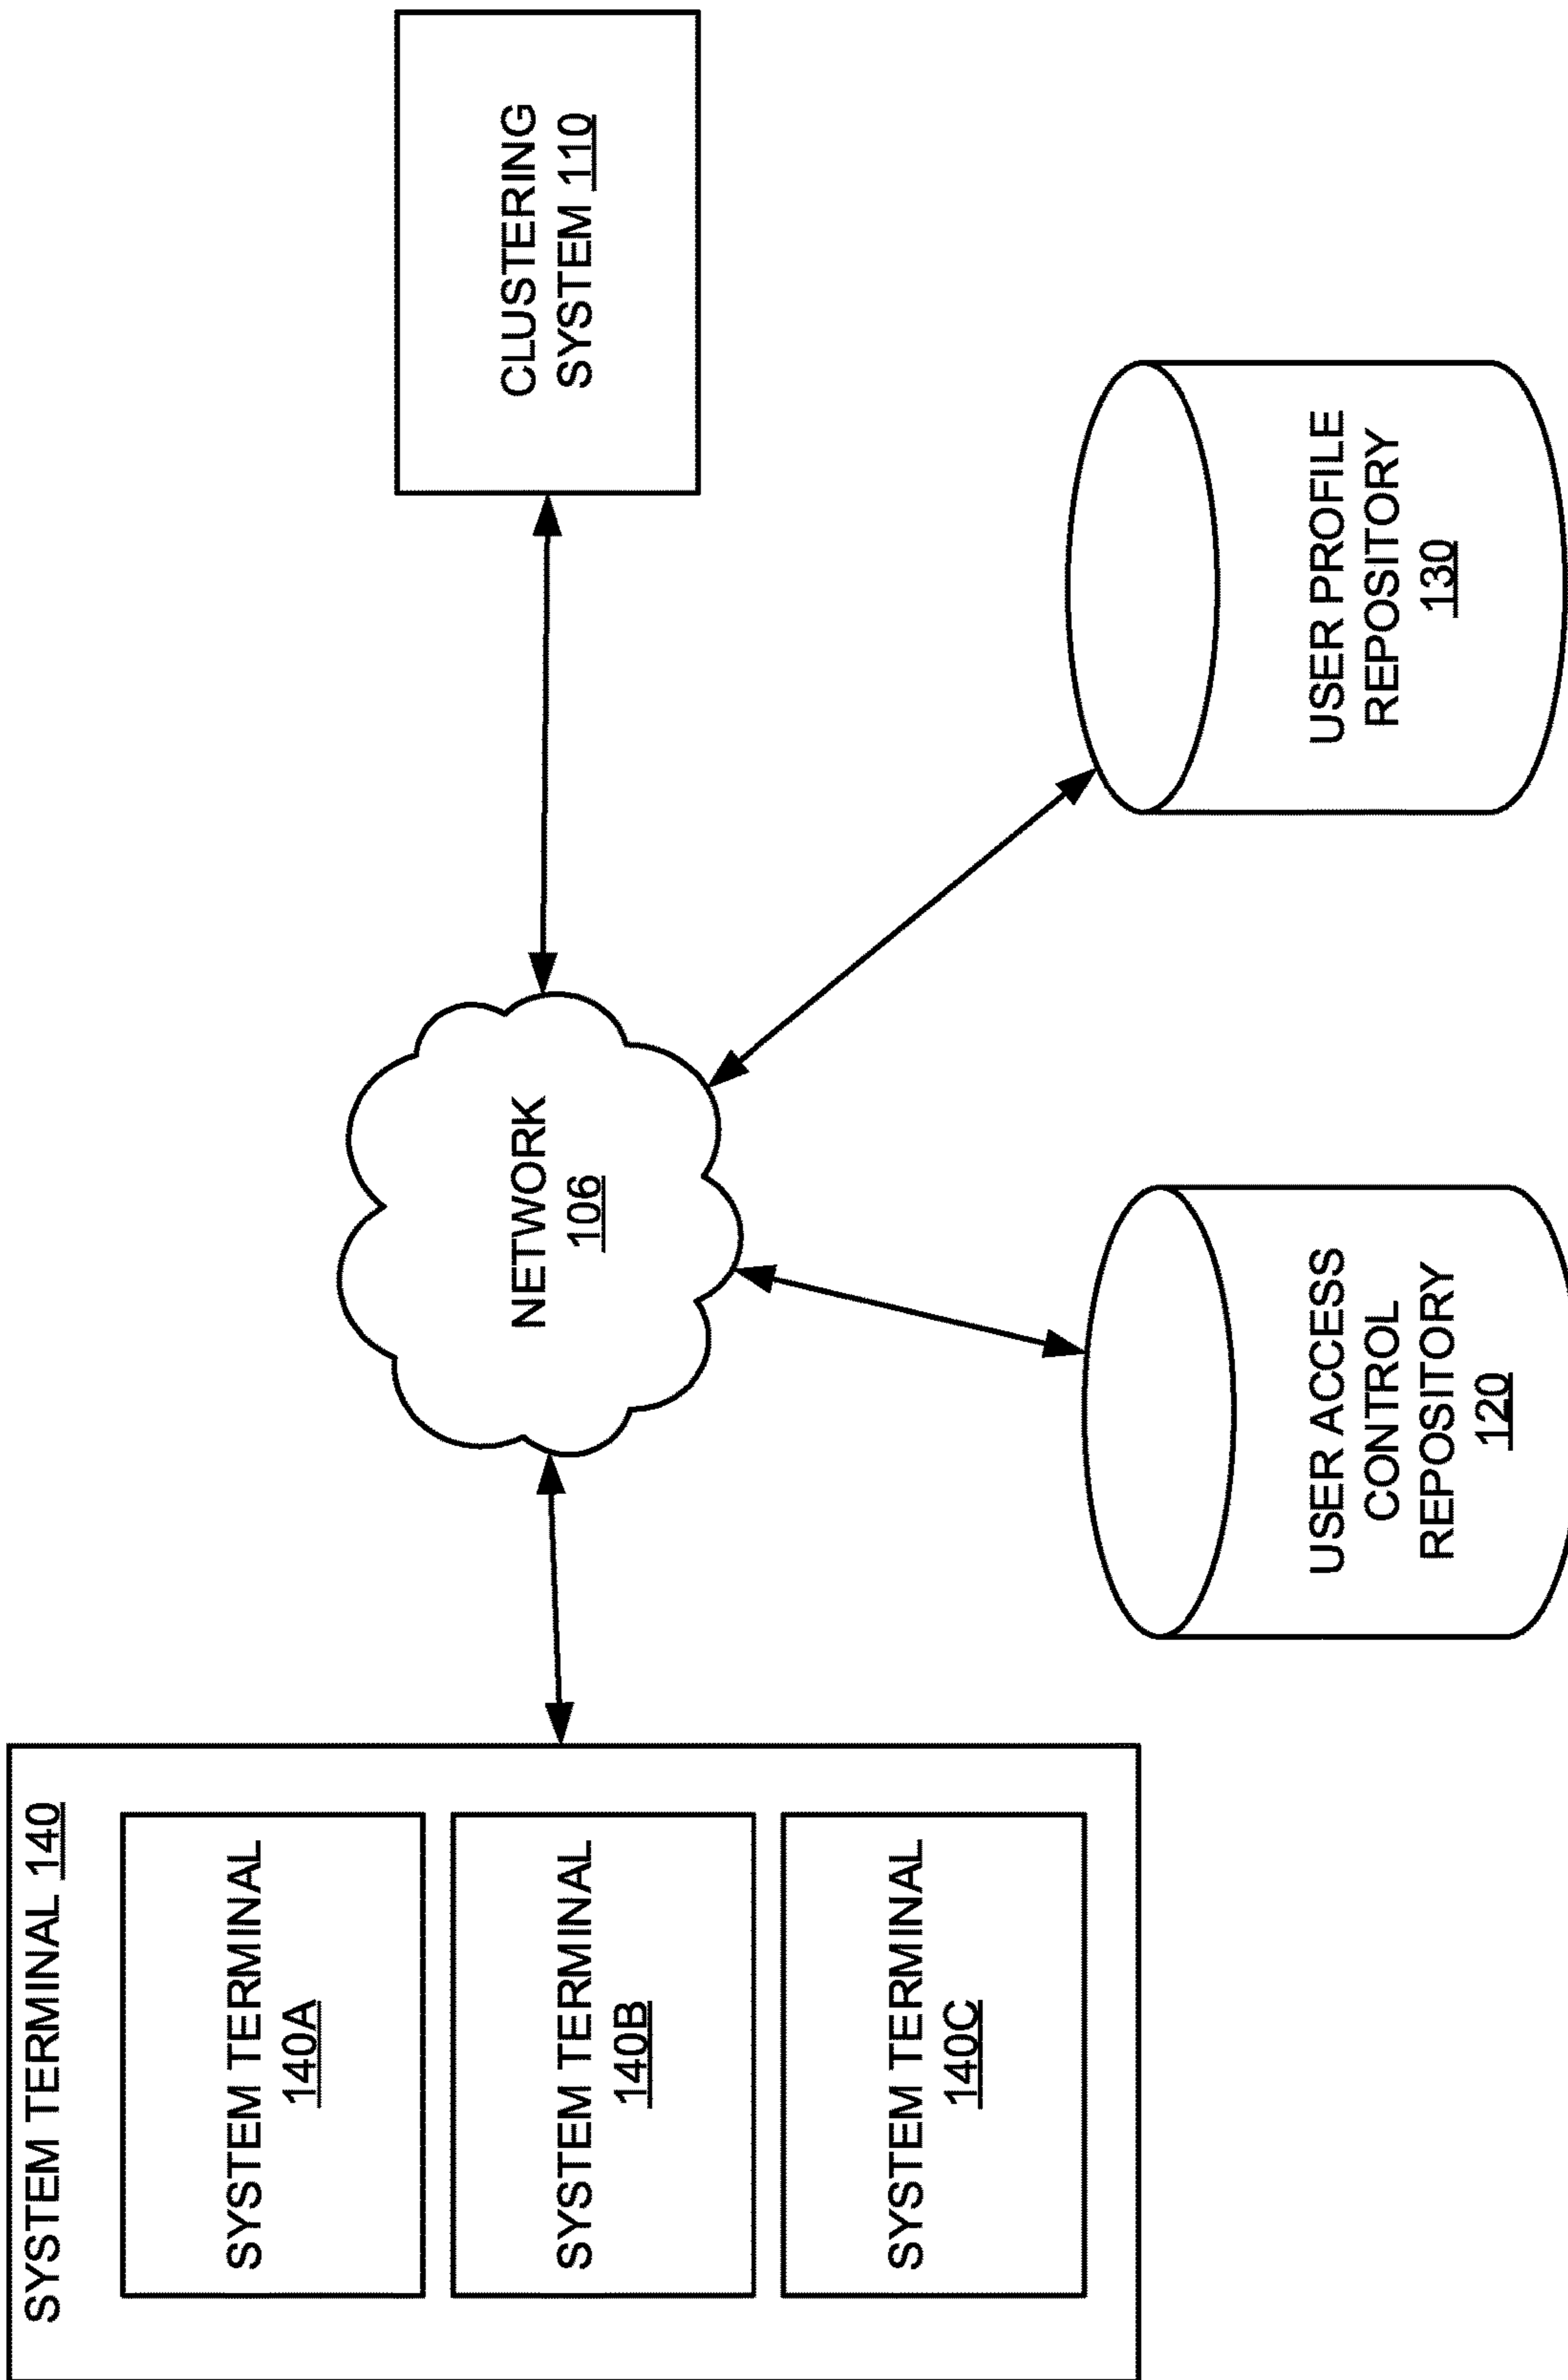 SYSTEM TERMINAL 140
SYSTEM TERMINAL
140A
SYSTEM TERMINAL
140B
SYSTEM TERMINAL
140C
NETWORK
106
CLUSTERING
SYSTEM 110
USER ACCESS
CONTROL
REPOSITORY
120
USER PROFILE
REPOSITORY
130